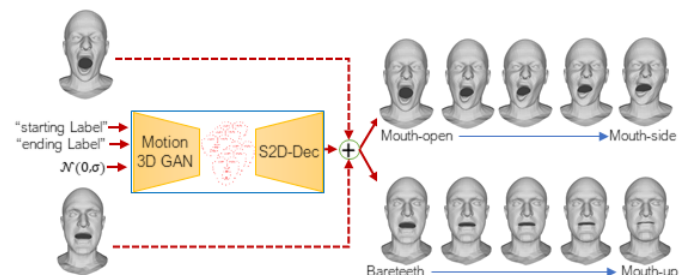 "starting Label"
"ending Label"
𝒩(0,σ)
Motion
3D GAN
S2D-Dec
+
Mouth-open
Mouth-side
Bareteeth
Mouth-up